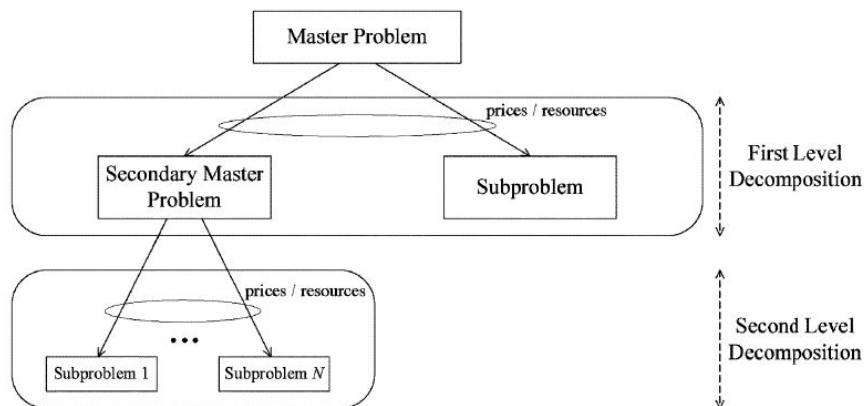 Master Problem
prices / resources
Secondary Master
Problem
Subproblem
First Level
Decomposition
prices / resources
•••
Subproblem 1
Subproblem N
Second Level
Decomposition